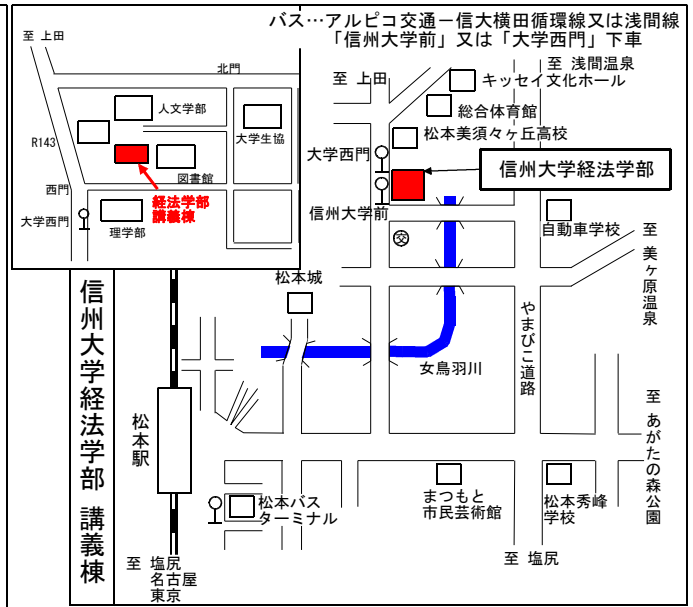 バス…アルピコ交通－信大横田循環線又は浅間線
「信州大学前」又は「大学西門」下車
至 上田
北門
人文学部
大学生協
R143
図書館
西門
経法学部
講義棟
大学西門
理学部
至 浅間温泉
至 上田
キッセイ文化ホール
総合体育館
松本美須々ヶ丘高校
大学西門
信州大学経法学部
信州大学前
交
自動車学校
至 美ヶ原温泉
松本城
やまびこ道路
女鳥羽川
信州大学経法学部 講義棟
松本駅
至 あがたの森公園
松本バス
ターミナル
まつもと
市民芸術館
松本秀峰
学校
至 塩尻
名古屋
東京
至 塩尻